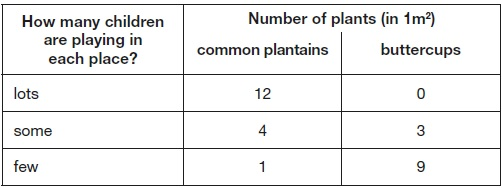 How many children
are playing in
each place?
Number of plants (in 1m²)
common plantains buttercups
lots 12 0
some 4 3
few 1 9